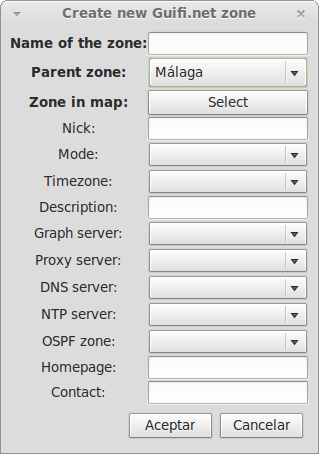 Create new Guifi.net zone
Name of the zone:
Parent zone: Málaga
Zone in map: Select
Nick:
Mode:
Timezone:
Description:
Graph server:
Proxy server:
DNS server:
NTP server:
OSPF zone:
Homepage:
Contact:
Aceptar Cancelar